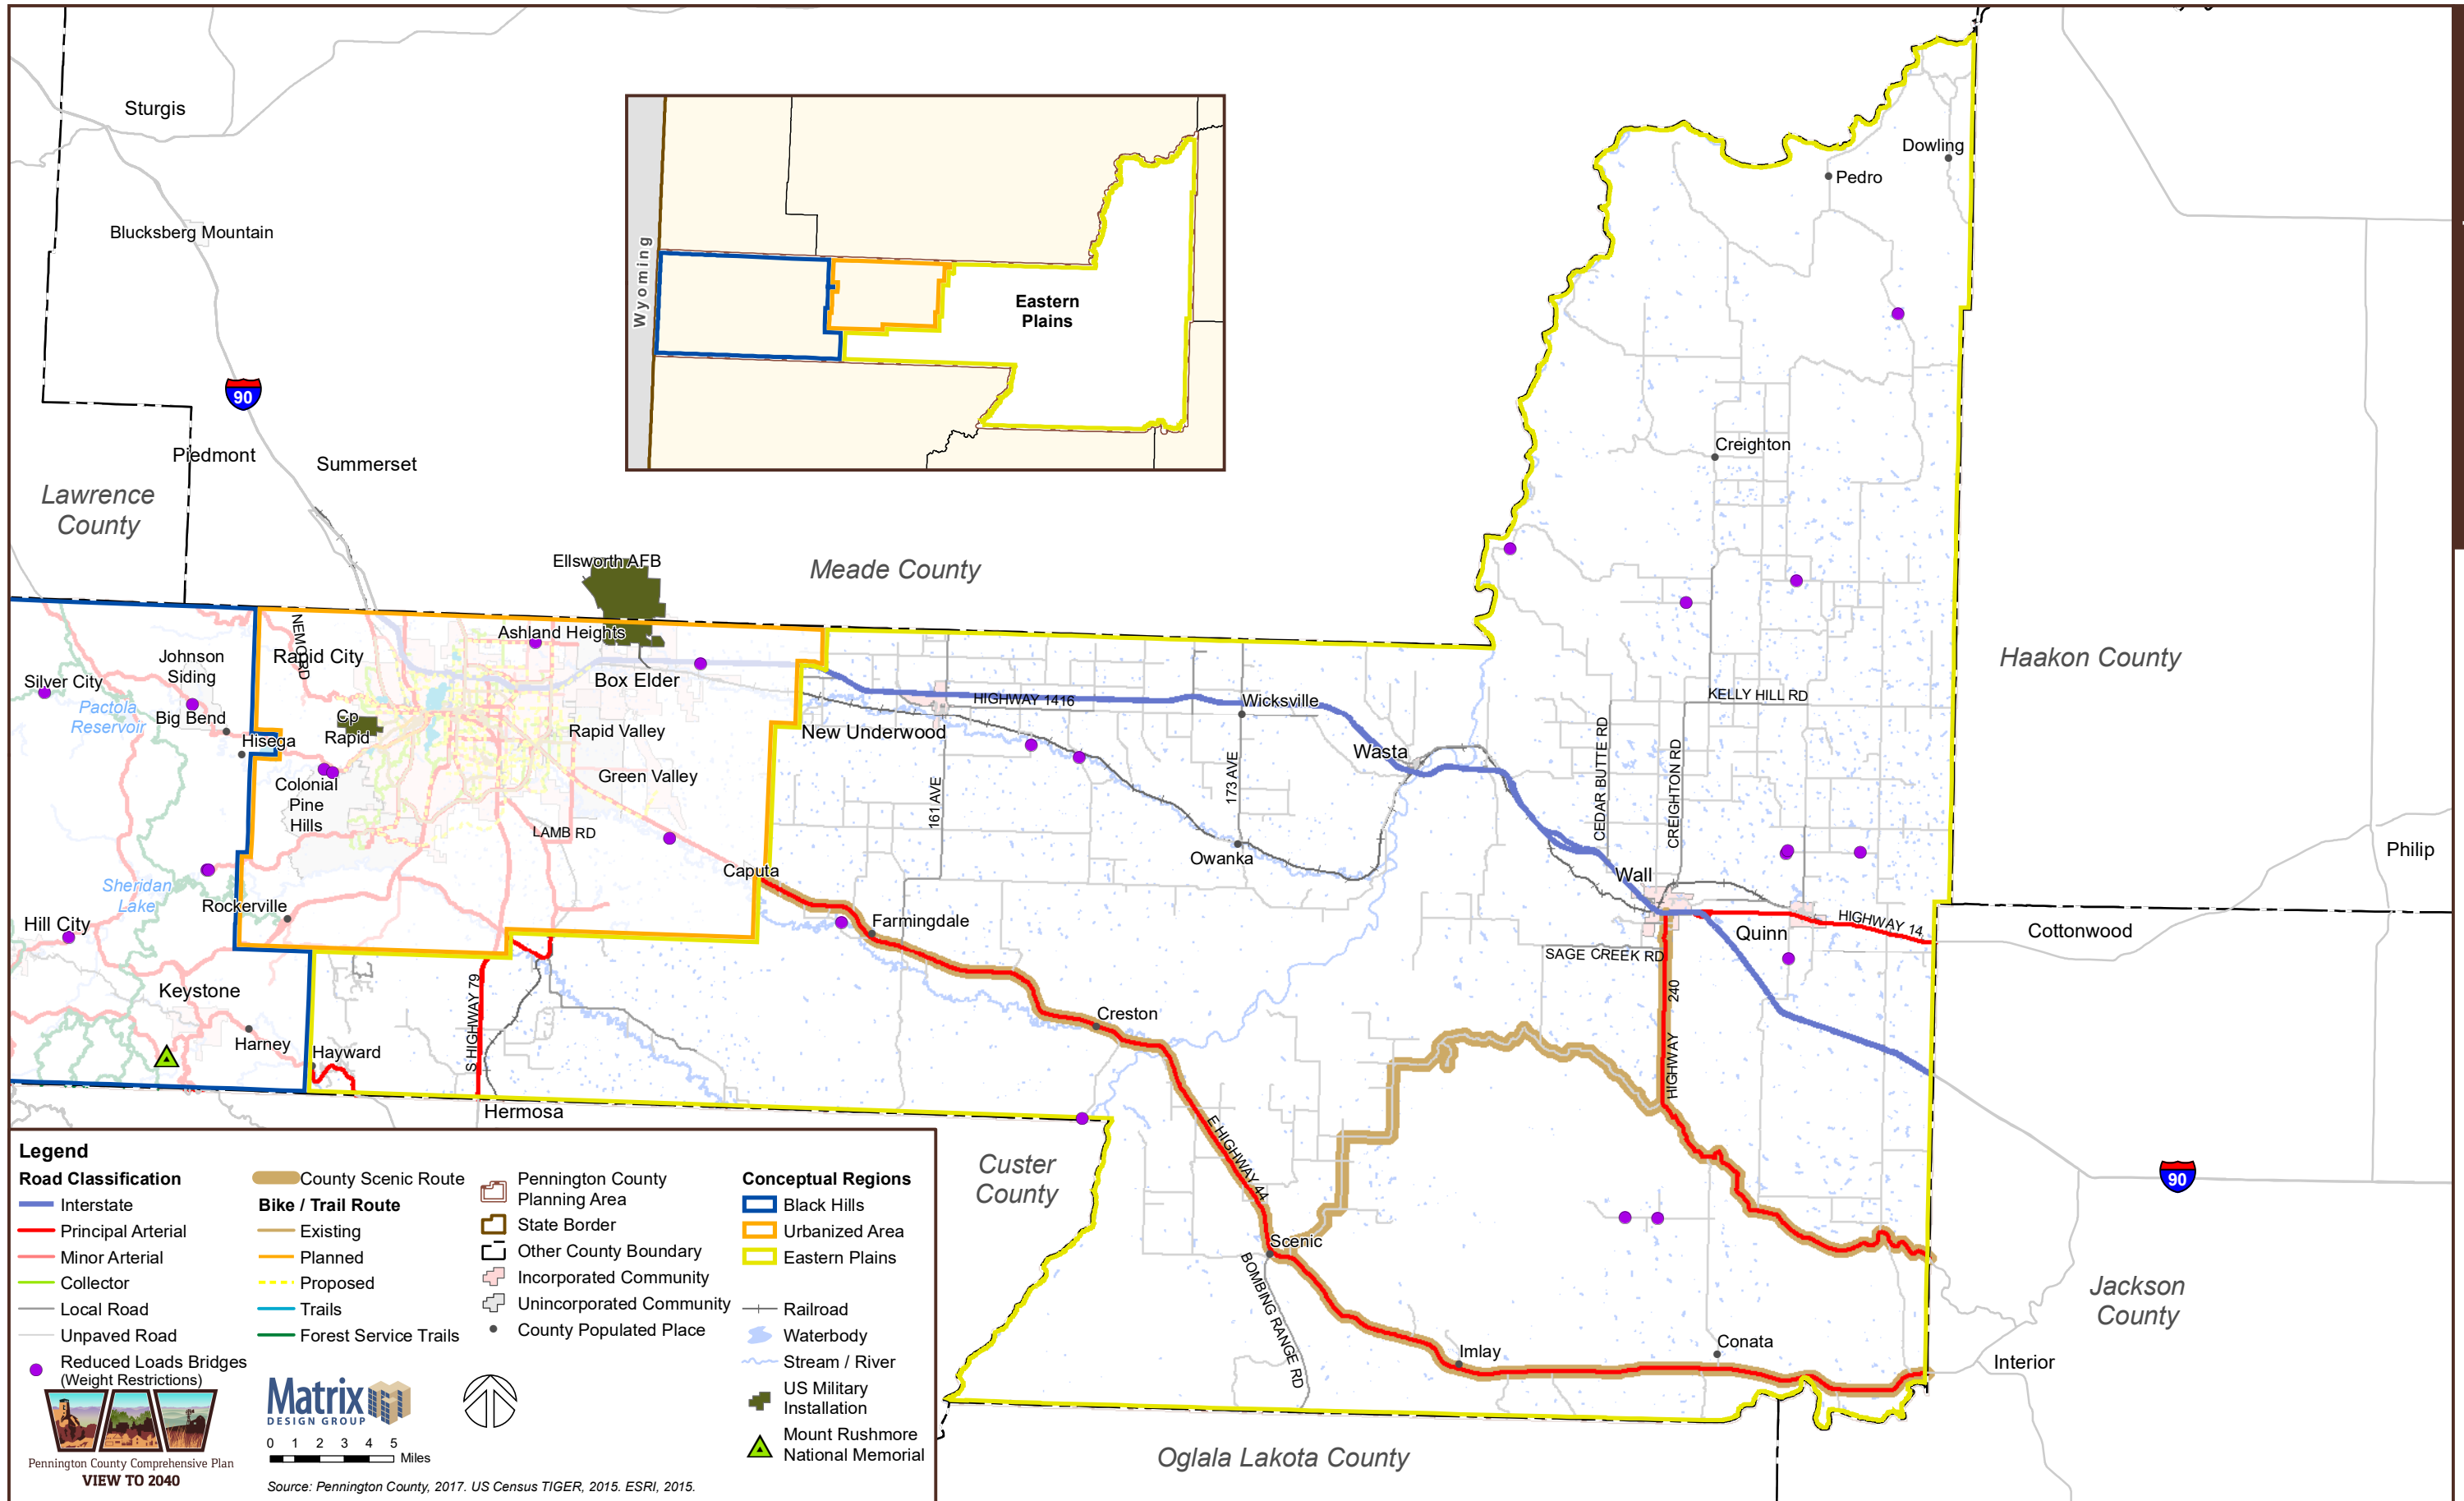 Sturgis
Blucksberg Mountain
90
Piedmont
Summerset
Lawrence
County
Wyoming
Eastern
Plains
Dowling
Pedro
Creighton
Ellsworth AFB
Meade County
Haakon County
Ashland Heights
NEMO RD
Rapid City
Box Elder
Johnson
Siding
Silver City
Pactola
Reservoir
Big Bend
Hisega
Cp
Rapid
Rapid Valley
Green Valley
Colonial
Pine
Hills
LAMB RD
New Underwood
HIGHWAY 1416
Wicksville
Wasta
161 AVE
173 AVE
Owanka
CEDAR BUTTE RD
CREIGHTON RD
KELLY HILL RD
Wall
Philip
Caputa
Sheridan
Lake
Rockerville
Hill City
Farmingdale
Quinn
HIGHWAY 14
Cottonwood
SAGE CREEK RD
Keystone
Harney
Hayward
S HIGHWAY 79
Hermosa
Creston
HIGHWAY 240
E HIGHWAY 44
Custer
County
Scenic
BOMBING RANGE RD
Imlay
Conata
90
Jackson
County
Interior
Oglala Lakota County
Legend
Road Classification
Interstate
Principal Arterial
Minor Arterial
Collector
Local Road
Unpaved Road
Reduced Loads Bridges
(Weight Restrictions)
County Scenic Route
Bike / Trail Route
Existing
Planned
Proposed
Trails
Forest Service Trails
Pennington County
Planning Area
State Border
Other County Boundary
Incorporated Community
Unincorporated Community
County Populated Place
Conceptual Regions
Black Hills
Urbanized Area
Eastern Plains
Railroad
Waterbody
Stream / River
US Military
Installation
Mount Rushmore
National Memorial
Pennington County Comprehensive Plan
VIEW TO 2040
Matrix
DESIGN GROUP
0 1 2 3 4 5
Miles
Source: Pennington County, 2017. US Census TIGER, 2015. ESRI, 2015.